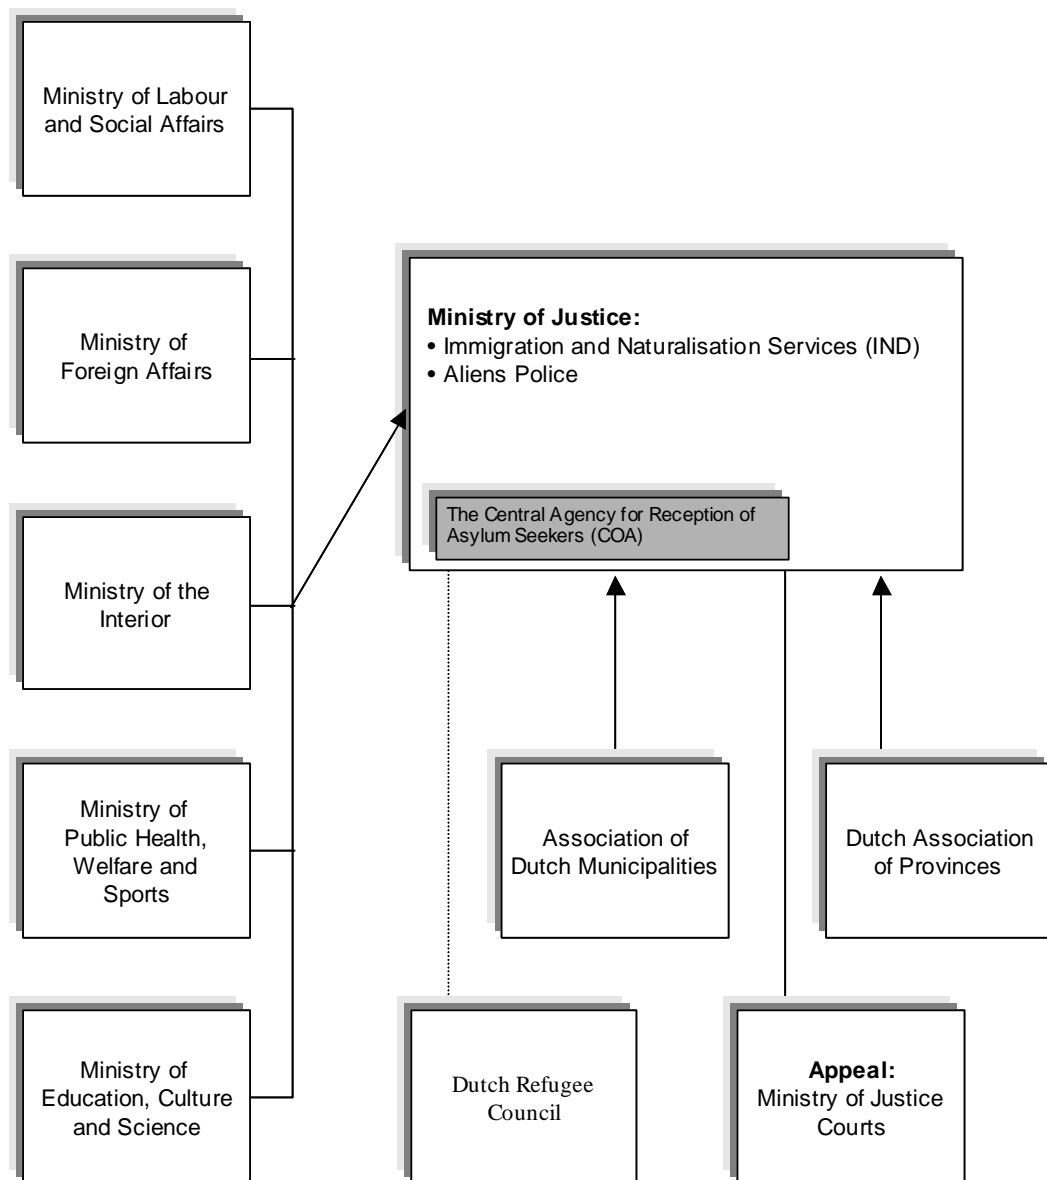 Ministry of Labour
and Social Affairs
Ministry of
Foreign Affairs
Ministry of the
Interior
Ministry of
Public Health,
Welfare and
Sports
Ministry of
Education, Culture
and Science
Ministry of Justice:
• Immigration and Naturalisation Services (IND)
• Aliens Police
The Central Agency for Reception of
Asylum Seekers (COA)
Association of
Dutch Municipalities
Dutch Association
of Provinces
Dutch Refugee
Council
Appeal:
Ministry of Justice
Courts